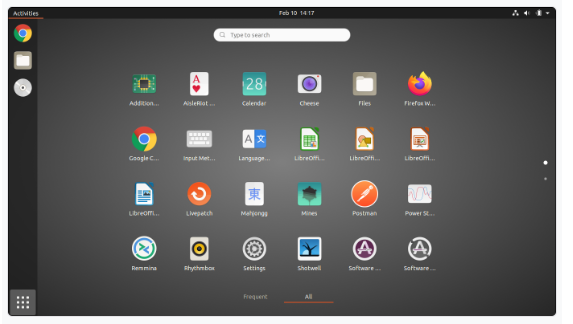 Activities
Feb 10 14:17
Type to search
Addition...
AisleRiot ...
Calendar
Cheese
Files
Firefox W...
Google C...
Input Met...
Language...
LibreOffi...
LibreOffi...
LibreOffi...
LibreOffi...
Livepatch
Mahjongg
Mines
Postman
Power St...
Remmina
Rhythmbox
Settings
Shotwell
Software ...
Software ...
Frequent
All
28
A
A 文
東